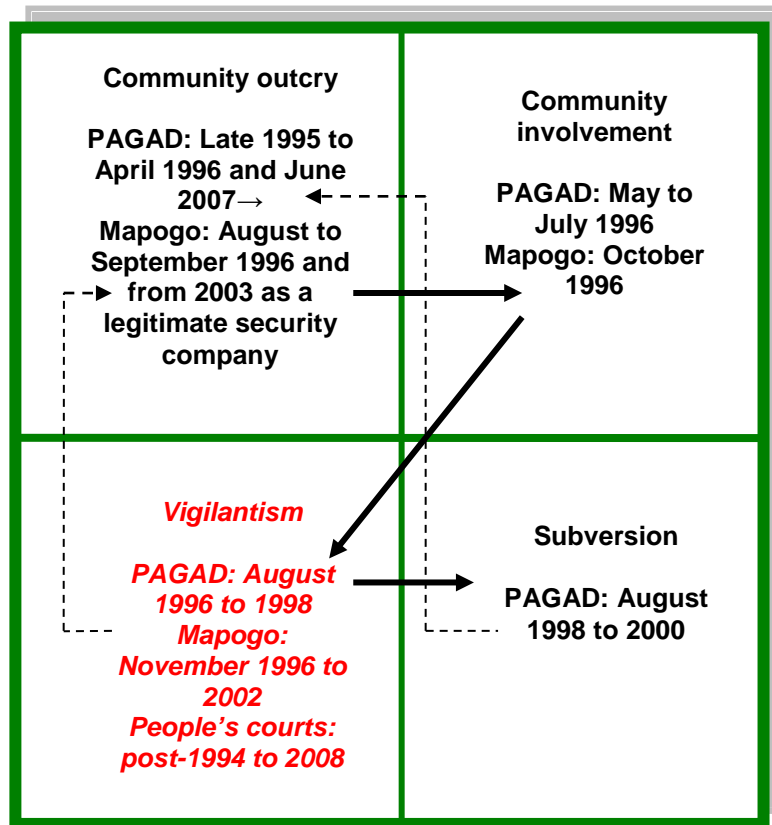 Community outcry
PAGAD: Late 1995 to
April 1996 and June
2007→
Mapogo: August to
September 1996 and
from 2003 as a
legitimate security
company
Community
involvement
PAGAD: May to
July 1996
Mapogo: October
1996
Vigilantism
PAGAD: August
1996 to 1998
Mapogo:
November 1996 to
2002
People’s courts:
post-1994 to 2008
Subversion
PAGAD: August
1998 to 2000